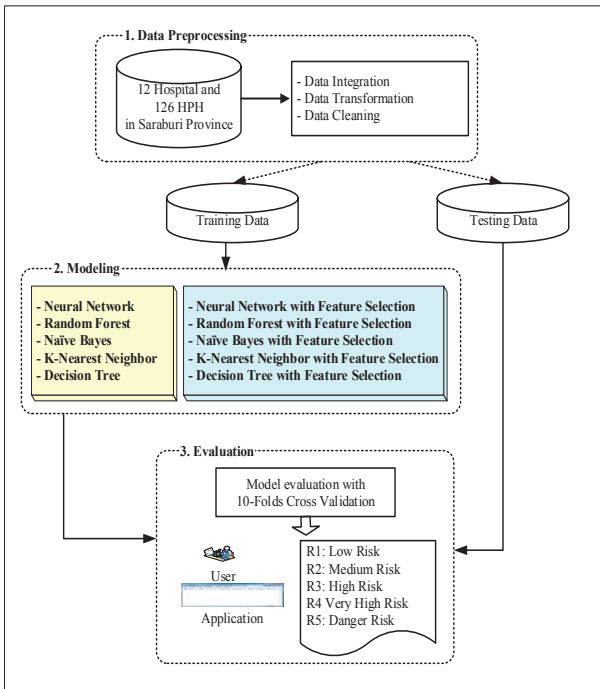 1. Data Preprocessing
12 Hospital and
126 HPH
in Saraburi Province
- Data Integration
- Data Transformation
- Data Cleaning
Training Data
Testing Data
2. Modeling
- Neural Network
- Random Forest
- Naïve Bayes
- K-Nearest Neighbor
- Decision Tree
- Neural Network with Feature Selection
- Random Forest with Feature Selection
- Naïve Bayes with Feature Selection
- K-Nearest Neighbor with Feature Selection
- Decision Tree with Feature Selection
3. Evaluation
Model evaluation with
10-Folds Cross Validation
User
Application
R1: Low Risk
R2: Medium Risk
R3: High Risk
R4 Very High Risk
R5: Danger Risk